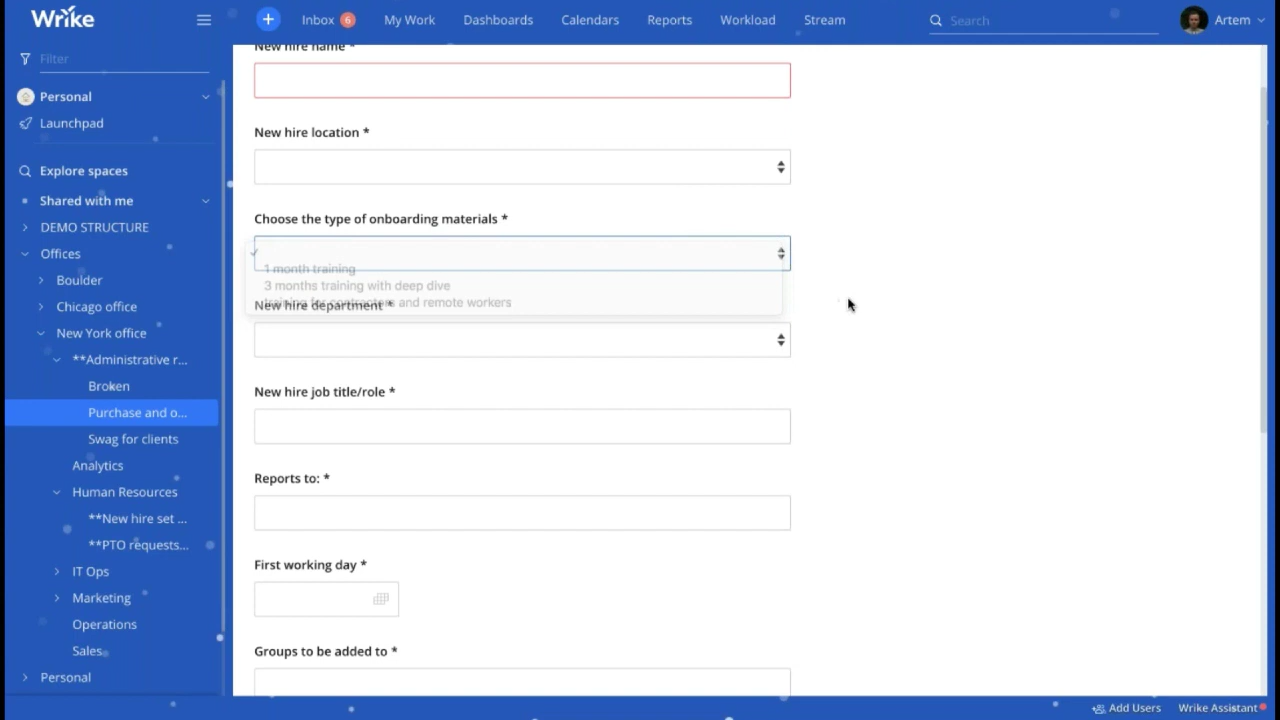 Wrike
Inbox 6
My Work
Dashboards
Calendars
Reports
Workload
Stream
Search
Artem
Filter
Personal
Launchpad
Explore spaces
Shared with me
DEMO STRUCTURE
Offices
Boulder
Chicago office
New York office
**Administrative r...
Broken
Purchase and o...
Swag for clients
Analytics
Human Resources
**New hire set ...
**PTO requests...
IT Ops
Marketing
Operations
Sales
Personal
New hire name *
New hire location *
Choose the type of onboarding materials *
1 month training
3 months training with deep dive
training for contractors and remote workers
New hire department *
New hire job title/role *
Reports to: *
First working day *
Groups to be added to *
Add Users
Wrike Assistant